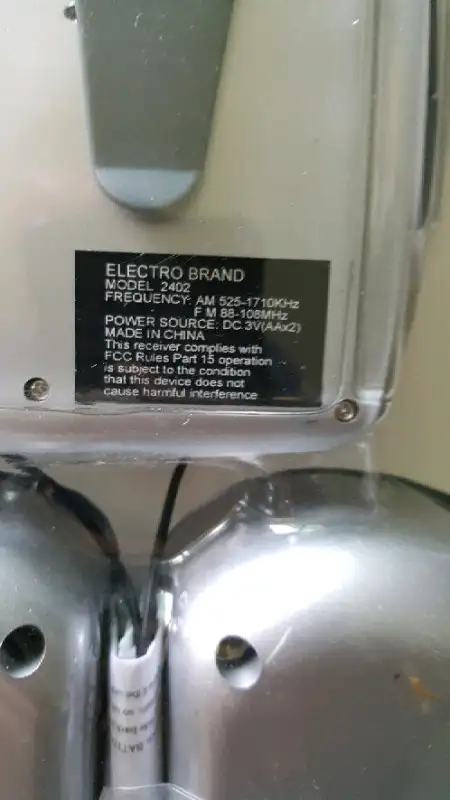 ELECTRO BRAND
MODEL 2402
FREQUENCY: AM 525-1710KHz
F M 88-108MHz
POWER SOURCE: DC 3V(AAx2)
MADE IN CHINA
This receiver complies with
FCC Rules Part 15 operation
is subject to the condition
that this device does not
cause harmful interference